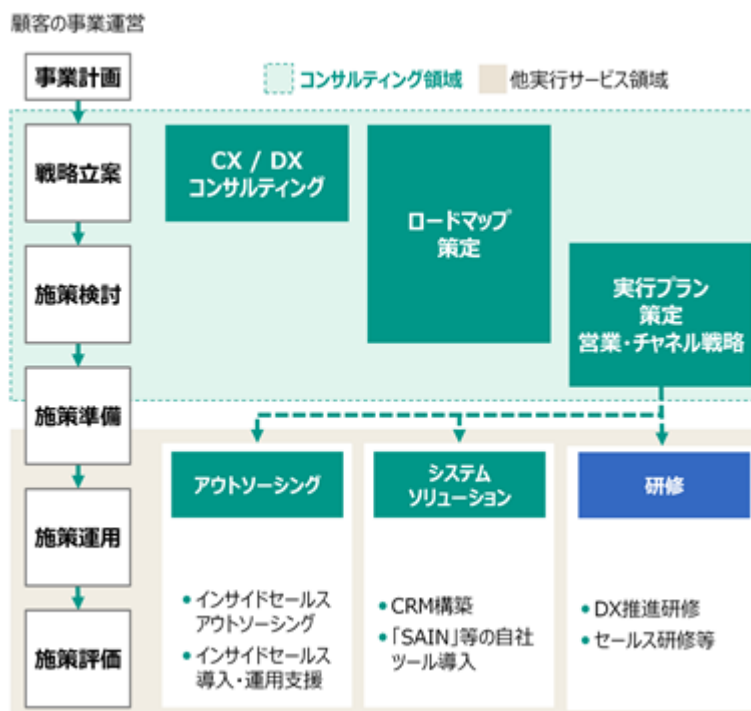 顧客の事業運営
事業計画
コンサルティング領域
他実行サービス領域
戦略立案
施策検討
施策準備
施策運用
施策評価
CX / DX
コンサルティング
ロードマップ
策定
実行プラン
策定
営業・チャネル戦略
アウトソーシング
•インサイドセールス
アウトソーシング
•インサイドセールス
導入・運用支援
システム
ソリューション
•CRM構築
•「SAIN」等の自社
ツール導入
研修
•DX推進研修
•セールス研修等